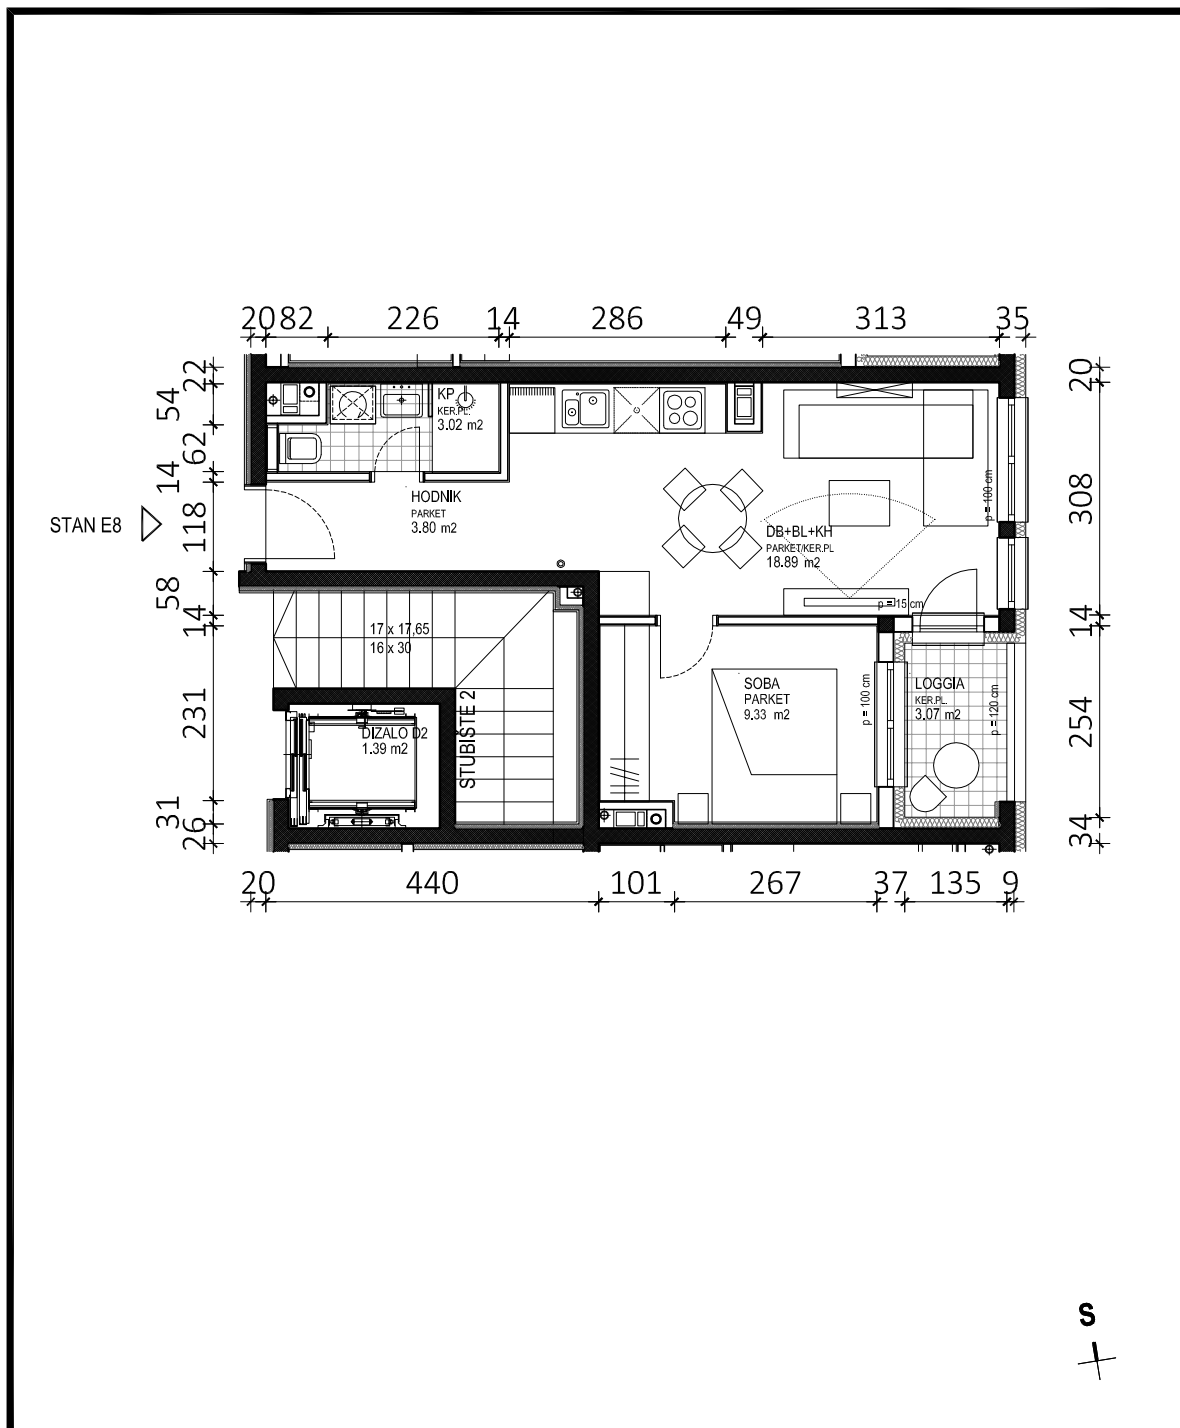 20 82 226 14 286 49 313 35
22
54
62
14
118
58
14
231
31
26
20
308
14
254
34
KP
KER.PL.
3.02 m2
HODNIK
PARKET
3.80 m2
STAN E8
DB+BL+KH
PARKET/KER.PL
18.89 m2
p = 100 cm
p = 15 cm
17 x 17,65
16 x 30
STUBISTE 2
DIZALO D2
1.39 m2
SOBA
PARKET
9.33 m2
p = 100 cm
LOGGIA
KER.PL.
3.07 m2
p = 120 cm
20 440 101 267 37 135 9
S